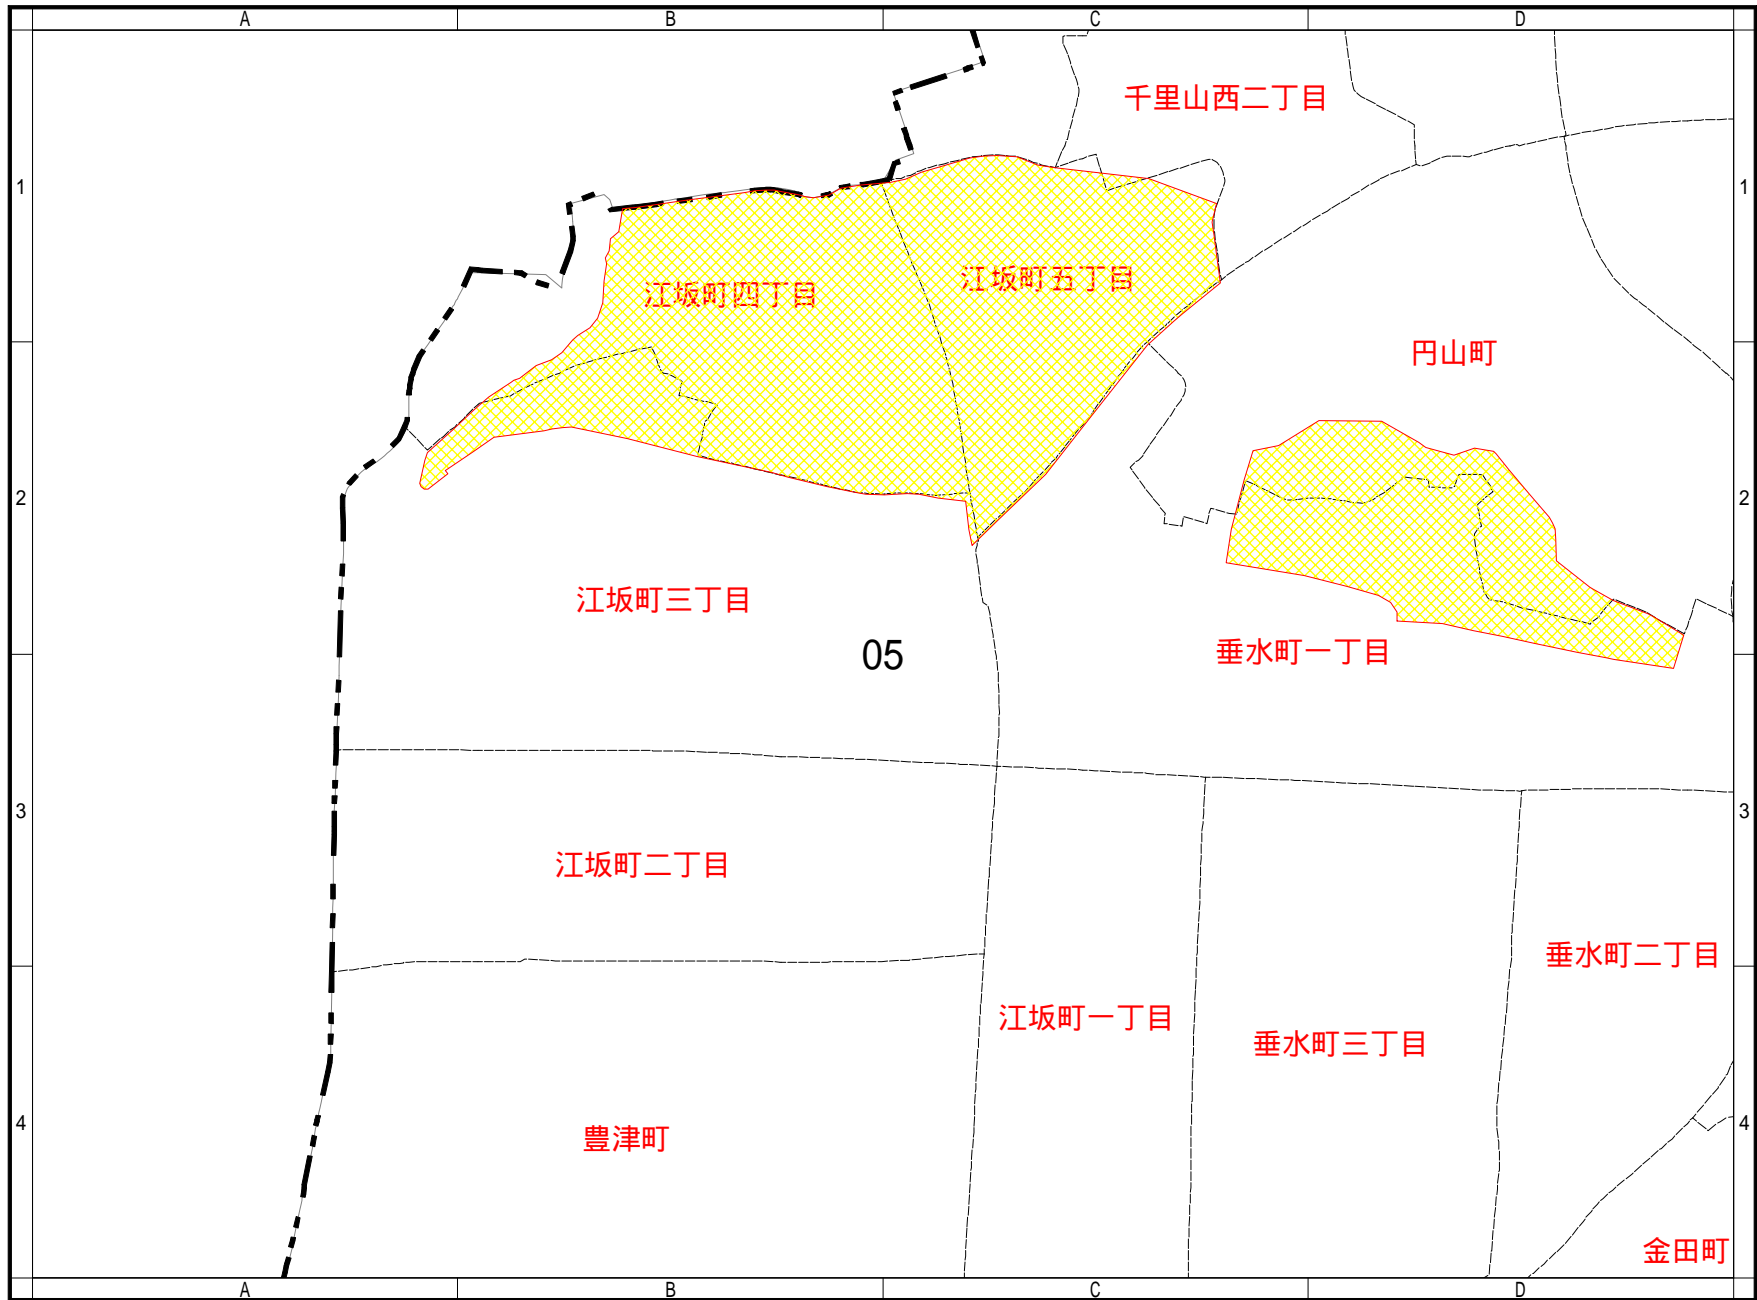 A B C D
千里山西二丁目
1 1
江坂町五丁目
江坂町四丁目
円山町
2 2
江坂町三丁目
垂水町一丁目
05
3 3
江坂町二丁目
垂水町二丁目
江坂町一丁目
垂水町三丁目
4 4
豊津町
金田町
A B C D